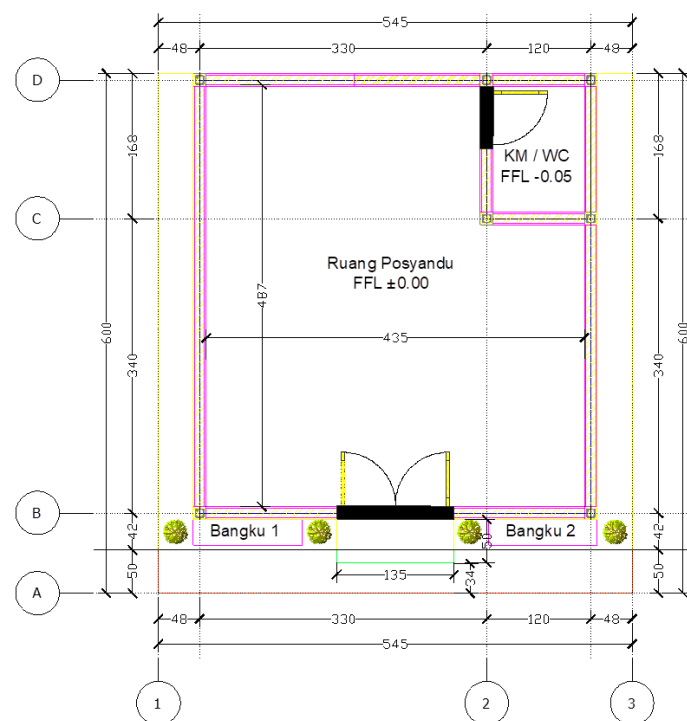 545
48 330 120 48
D
168
168
KM / WC
FFL -0.05
C
Ruang Posyandu
FFL ±0.00
487
600
600
435
340
340
B
Bangku 1
Bangku 2
42
50
42
A
50
135
34
50
48 330 120 48
545
1 2 3